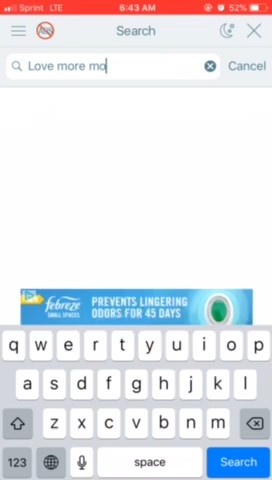 Sprint LTE 6:43 AM 52%
Search
Love more mo Cancel
febreze PREVENTS LINGERING
SMALL SPACES ODORS FOR 45 DAYS
q w e r t y u i o p
a s d f g h j k l
z x c v b n m
123 space Search